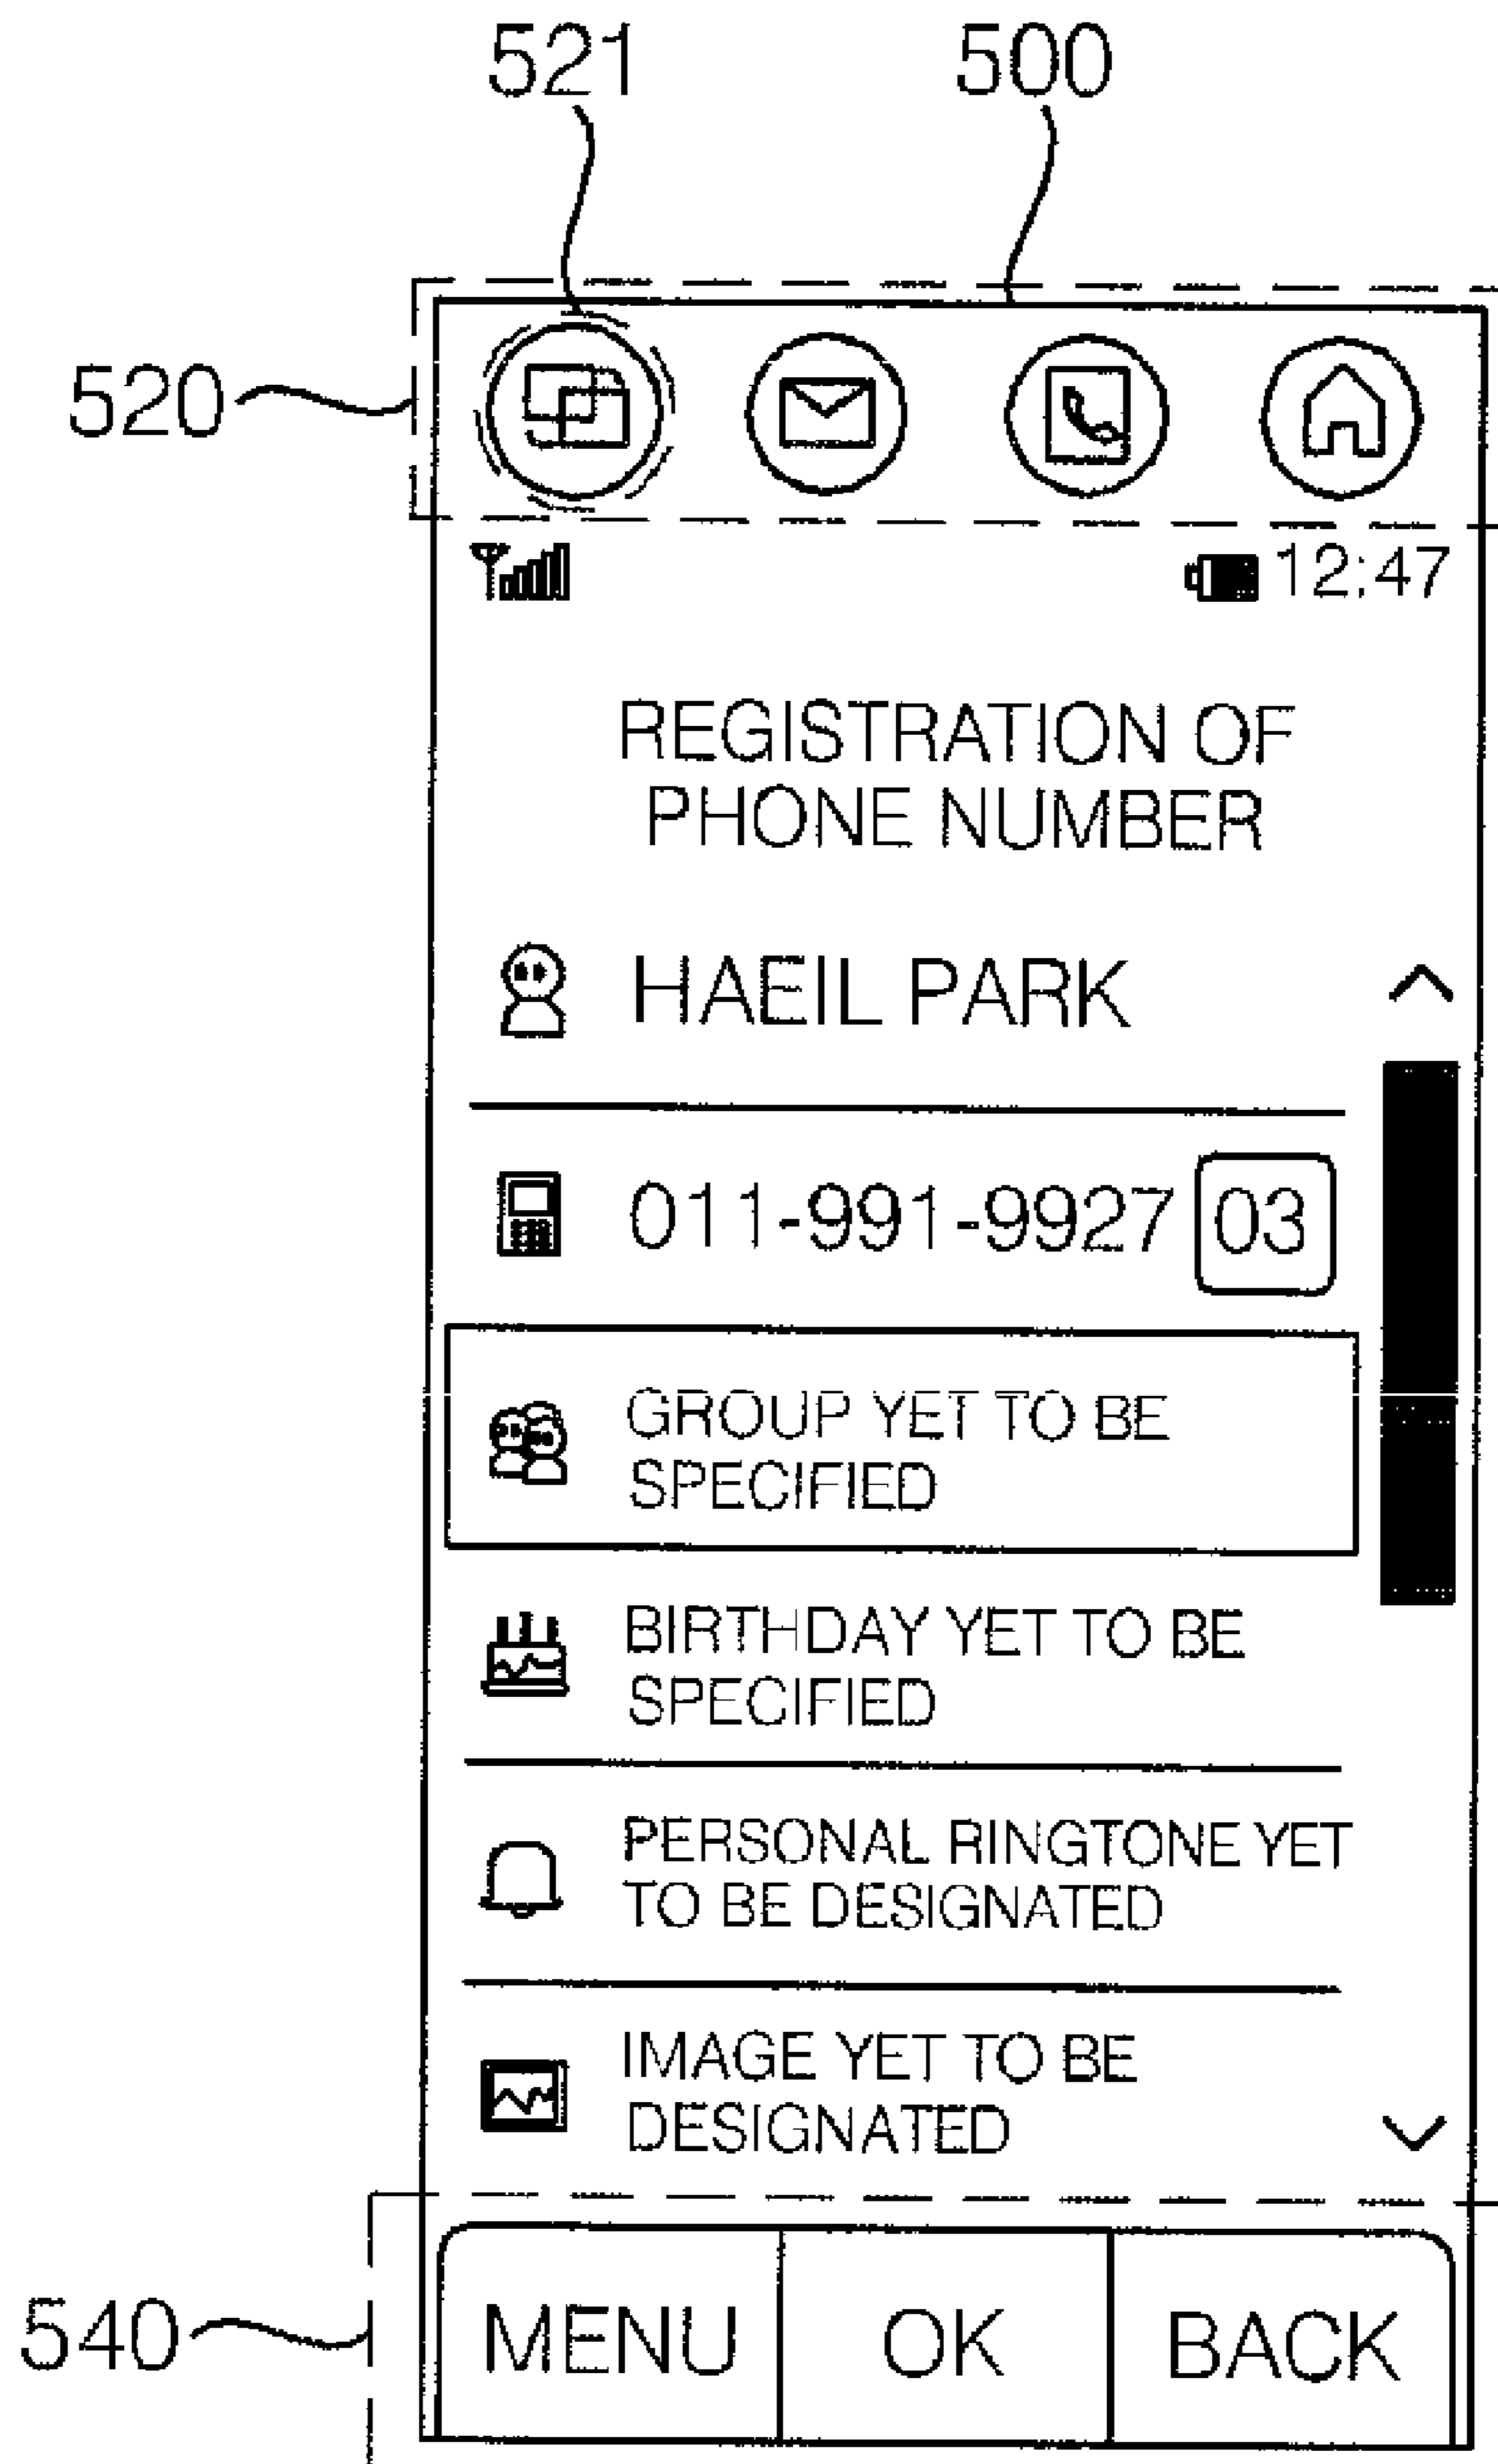 521 500
520
12:47
REGISTRATION OF
PHONE NUMBER
HAEIL PARK
011-991-9927 03
GROUP YET TO BE
SPECIFIED
BIRTHDAY YET TO BE
SPECIFIED
PERSONAL RINGTONE YET
TO BE DESIGNATED
IMAGE YET TO BE
DESIGNATED
540 MENU OK BACK